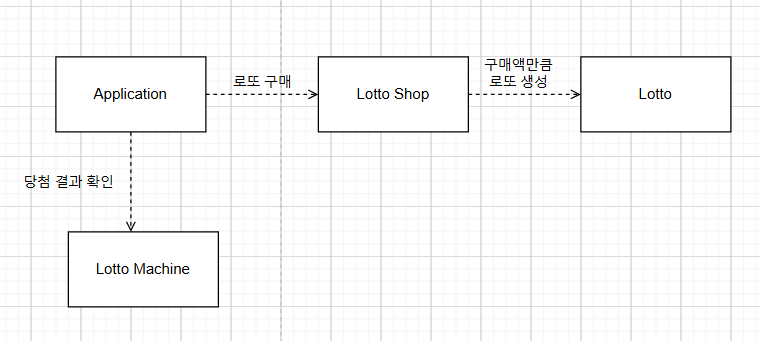 Application
로또 구매
Lotto Shop
구매액만큼
로또 생성
Lotto
당첨 결과 확인
Lotto Machine